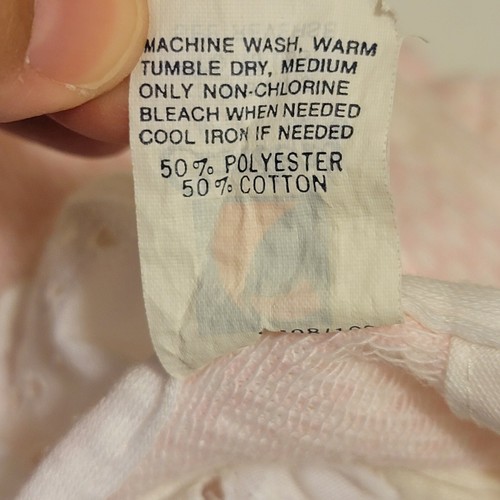 MACHINE WASH, WARM
TUMBLE DRY, MEDIUM
ONLY NON-CHLORINE
BLEACH WHEN NEEDED
COOL IRON IF NEEDED
50% POLYESTER
50% COTTON